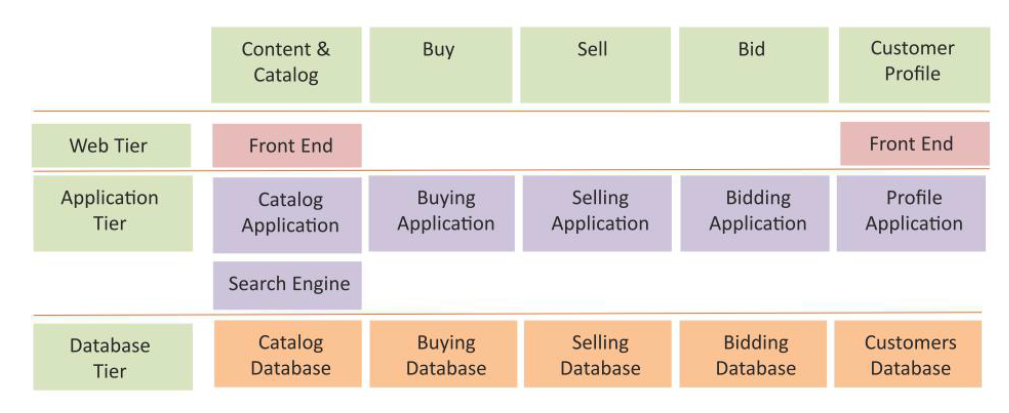 Content &
Catalog
Buy
Sell
Bid
Customer
Profile
Web Tier
Front End
Front End
Application
Tier
Catalog
Application
Buying
Application
Selling
Application
Bidding
Application
Profile
Application
Search Engine
Database
Tier
Catalog
Database
Buying
Database
Selling
Database
Bidding
Database
Customers
Database